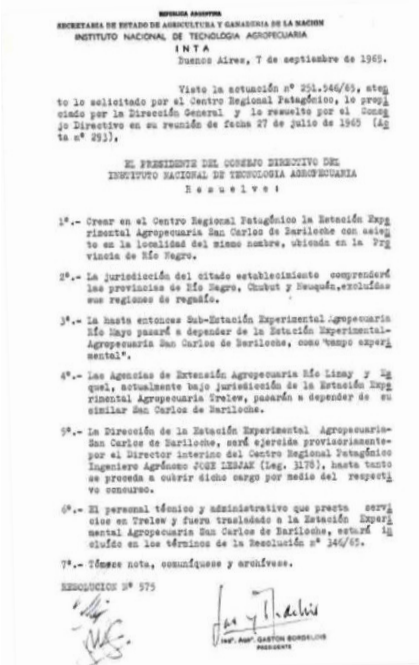 REPUBLICA ARGENTINA
SECRETARIA DE ESTADO DE AGRICULTURA Y GANADERIA DE LA NACION
INSTITUTO NACIONAL DE TECNOLOGIA AGROPECUARIA
I N T A
Buenos Aires, 7 de septiembre de 1965.
Visto la actuación nº 251.546/65, aten
to lo solicitado por el Centro Regional Patagónico, lo propi
ciado por la Dirección General y lo resuelto por el Conse
jo Directivo en su reunión de fecha 27 de julio de 1965 (Ac
ta nº 293),
EL PRESIDENTE DEL CONSEJO DIRECTIVO DEL
INSTITUTO NACIONAL DE TECNOLOGIA AGROPECUARIA
R e s u e l v e :
1º.- Crear en el Centro Regional Patagónico la Estación Expe
rimental Agropecuaria San Carlos de Bariloche con asien
to en la localidad del mismo nombre, ubicada en la Pro
vincia de Río Negro.
2º.- La jurisdicción del citado establecimiento comprenderá
las provincias de Río Negro, Chubut y Neuquén,excluídas
sus regiones de regadío.
3º.- La hasta entonces Sub-Estación Experimental Agropecuaria
Río Mayo pasará a depender de la Estación Experimental-
Agropecuaria San Carlos de Bariloche, como "campo experi
mental".
4º.- Las Agencias de Extensión Agropecuaria Río Limay y Es
quel, actualmente bajo jurisdicción de la Estación Expe
rimental Agropecuaria Trelew, pasarán a depender de su
similar San Carlos de Bariloche.
5º.- La Dirección de la Estación Experimental Agropecuaria-
San Carlos de Bariloche, será ejercida provisoriamente-
por el Director interino del Centro Regional Patagónico
Ingeniero Agrónomo JOSE LEBJAK (Leg. 3178), hasta tanto
se proceda a cubrir dicho cargo por medio del respecti
vo concurso.
6º.- El personal técnico y administrativo que presta servi
cios en Trelew y fuera trasladado a la Estación Experi
mental Agropecuaria San Carlos de Bariloche, estará in
cluído en los términos de la Resolución nº 346/65.
7º.- Tómese nota, comuníquese y archívese.
RESOLUCION Nº 575
Ing. Agr. GASTON BORDELOIS
PRESIDENTE